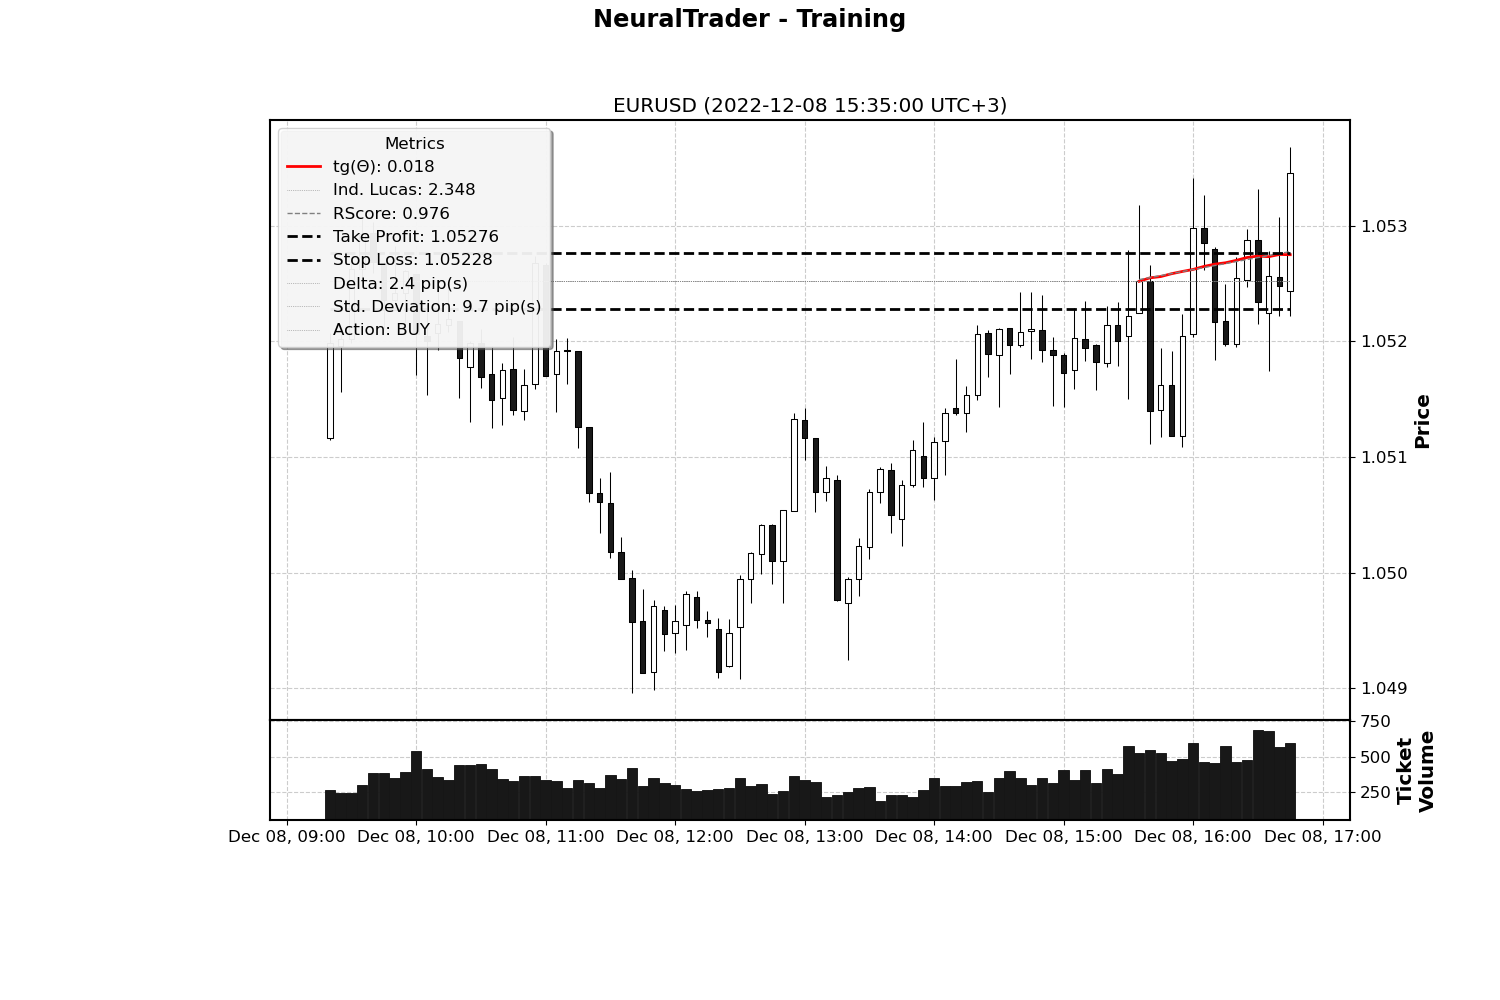 NeuralTrader - Training
EURUSD (2022-12-08 15:35:00 UTC+3)
Metrics
tg(Θ): 0.018
Ind. Lucas: 2.348
RScore: 0.976
Take Profit: 1.05276
Stop Loss: 1.05228
Delta: 2.4 pip(s)
Std. Deviation: 9.7 pip(s)
Action: BUY
1.053
1.052
1.051
1.050
1.049
Price
750
500
250
Ticket
Volume
Dec 08, 09:00
Dec 08, 10:00
Dec 08, 11:00
Dec 08, 12:00
Dec 08, 13:00
Dec 08, 14:00
Dec 08, 15:00
Dec 08, 16:00
Dec 08, 17:00